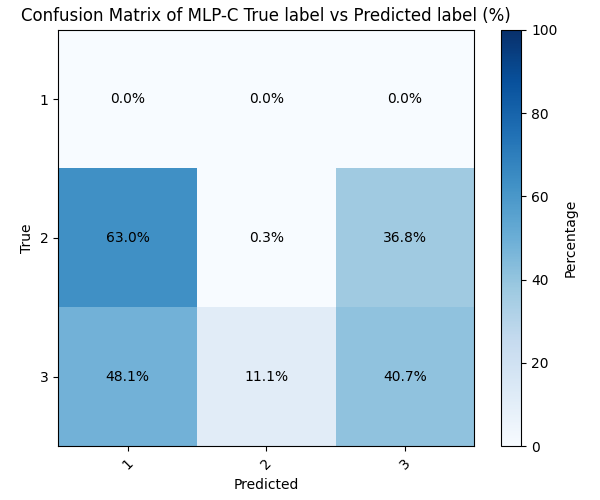 Confusion Matrix of MLP-C True label vs Predicted label (%)
100
80
60
40
20
0
Percentage
True
1
2
3
0.0% 0.0% 0.0%
63.0% 0.3% 36.8%
48.1% 11.1% 40.7%
1 2 3
Predicted